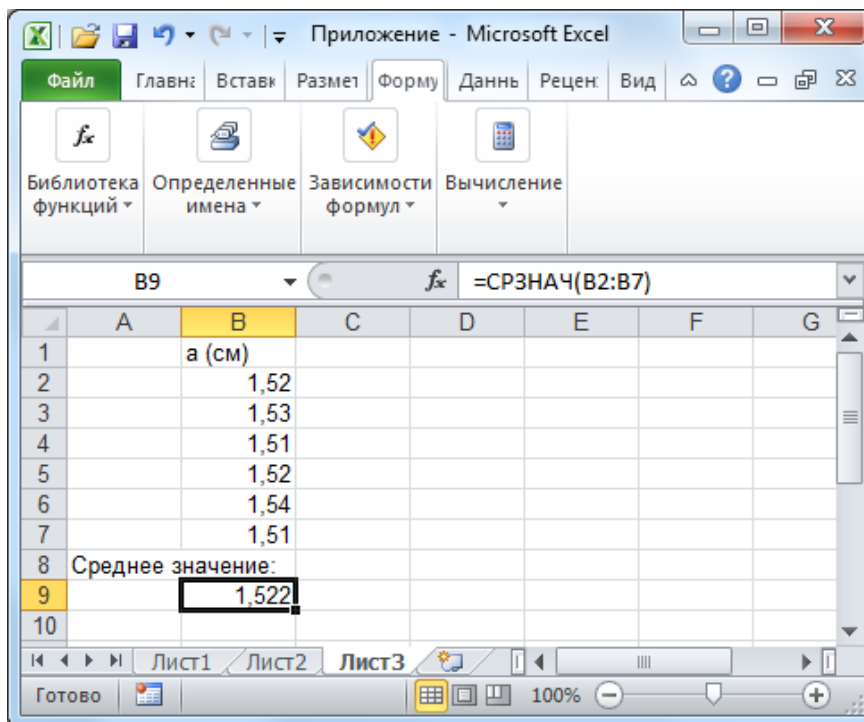 Приложение - Microsoft Excel
Файл Главна Вставк Размет Форму Даннь Рецен: Вид
Библиотека функций
Определенные имена
Зависимости формул
Вычисление
B9 fx =СРЗНАЧ(B2:B7)
A B C D E F G
1 а (см)
2 1,52
3 1,53
4 1,51
5 1,52
6 1,54
7 1,51
8 Среднее значение:
9 1,522
10
Лист1 Лист2 Лист3
Готово 100%